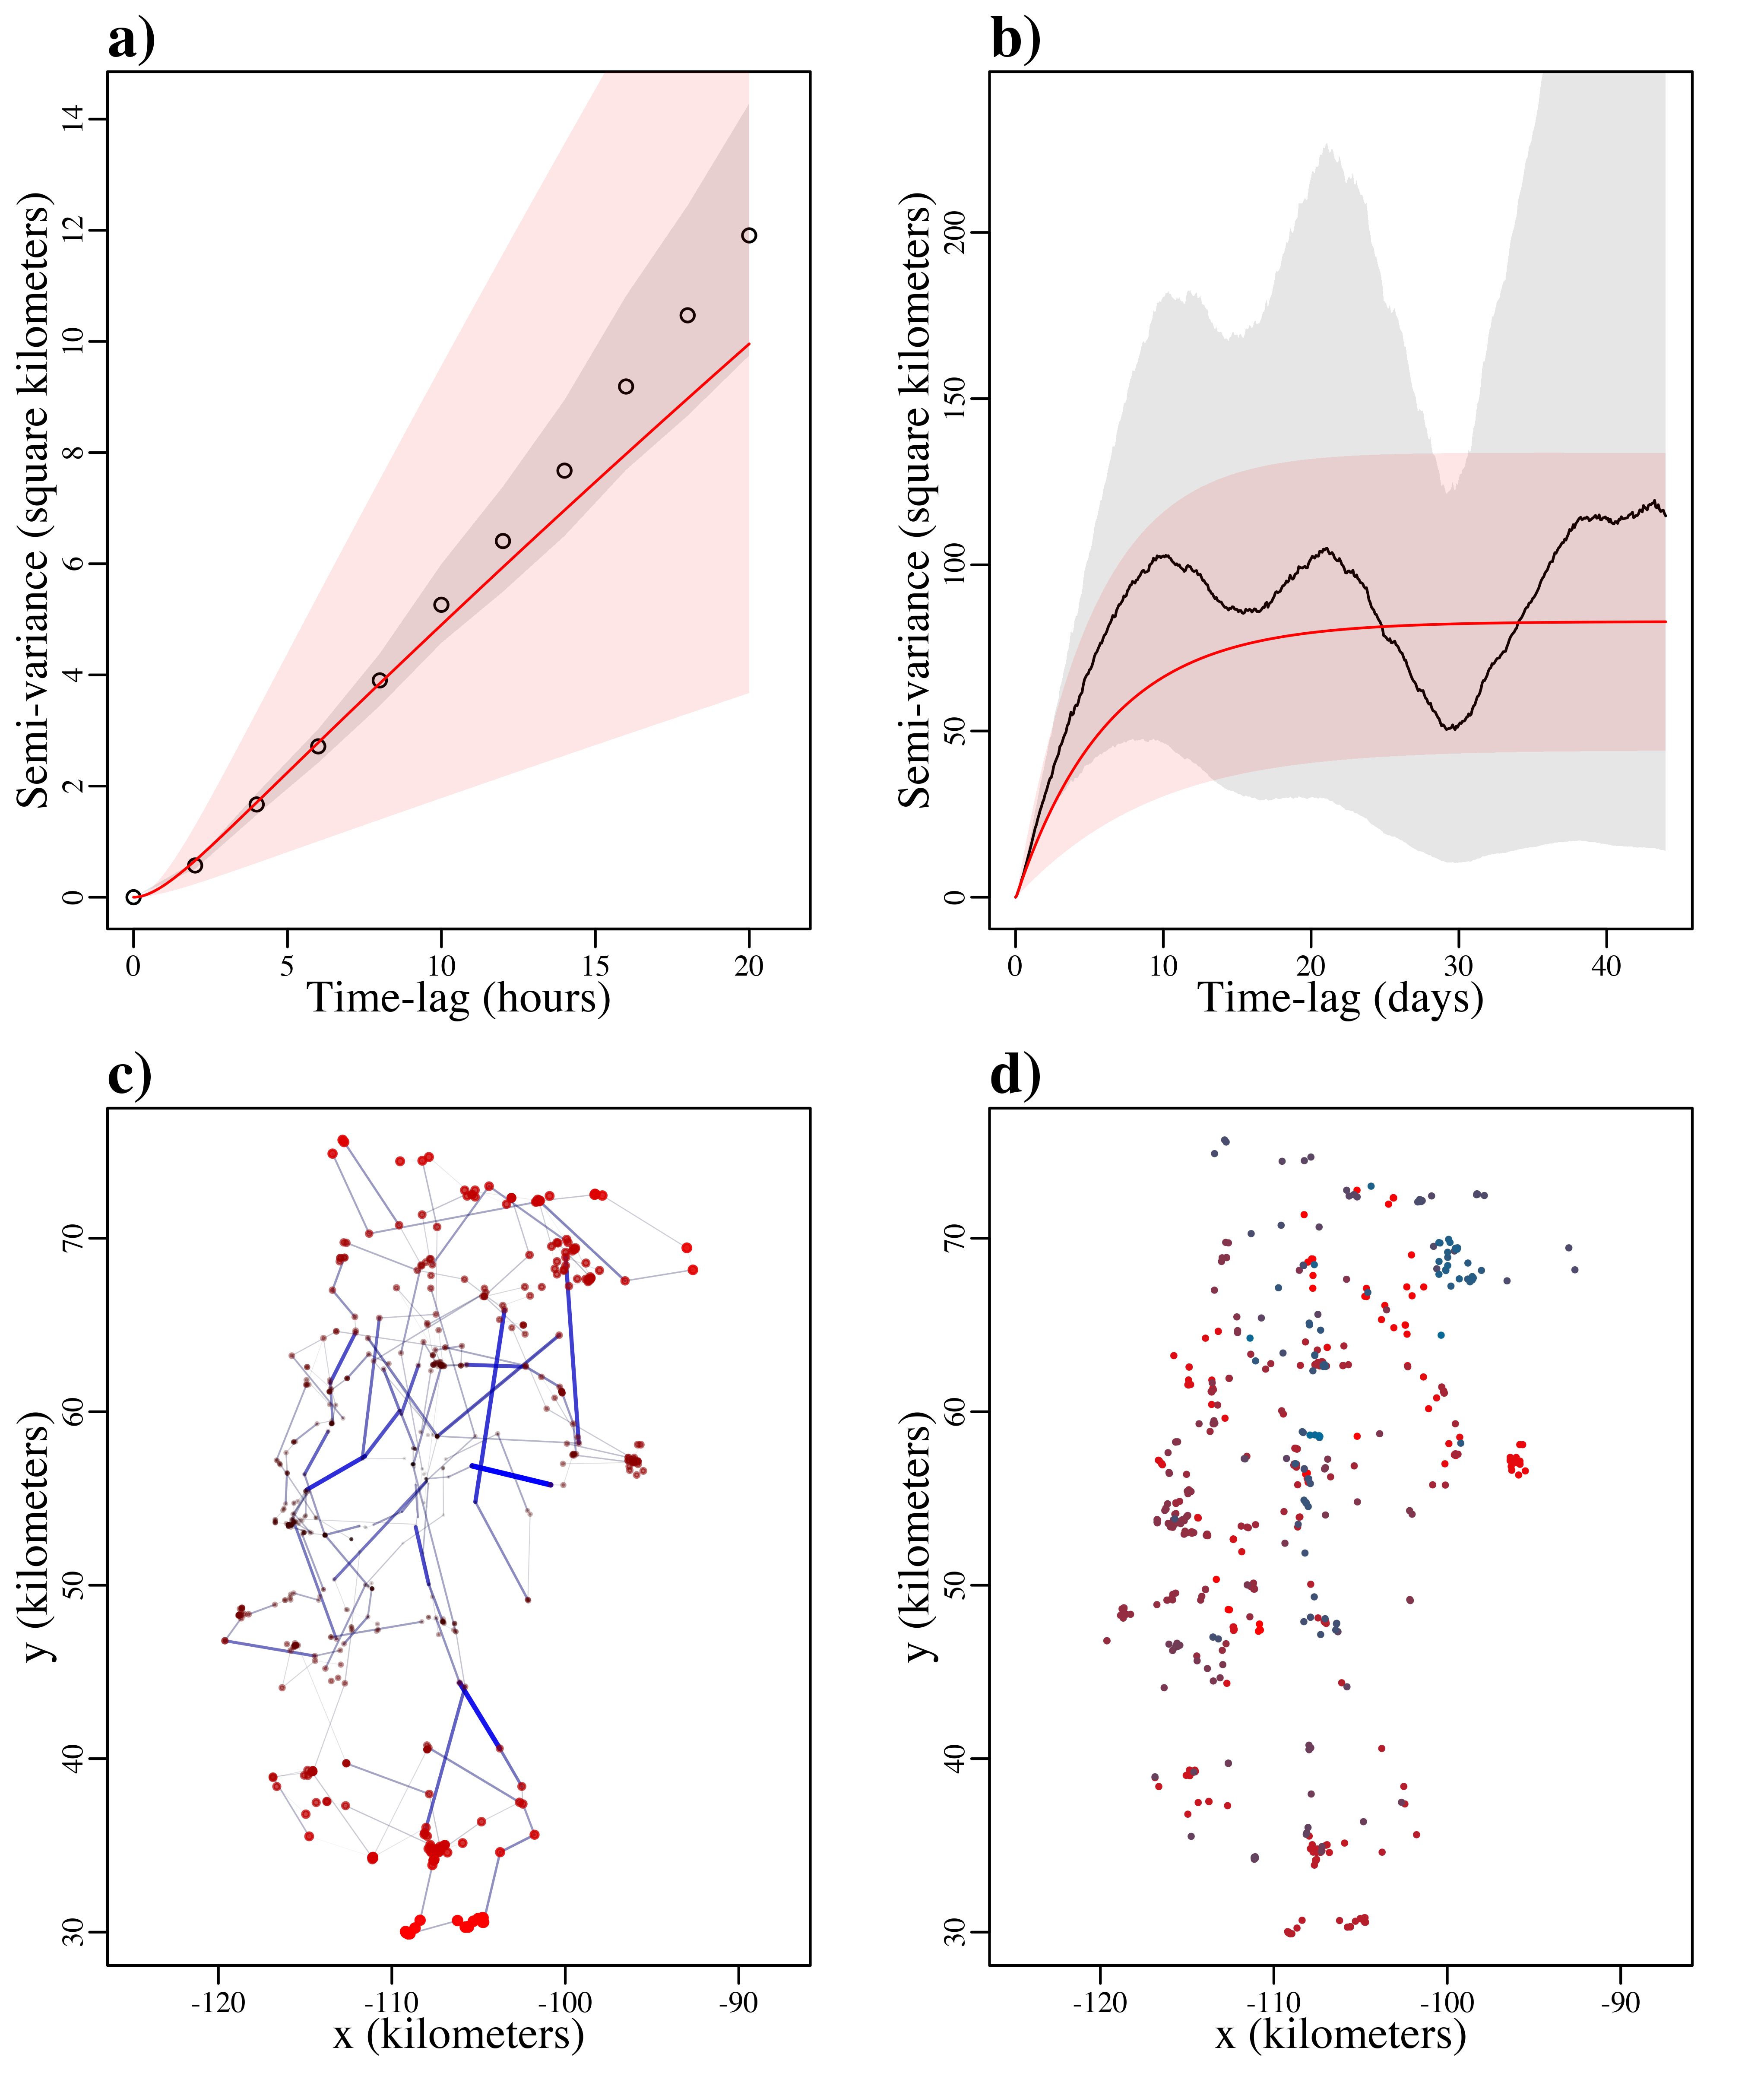 a)
Semi-variance (square kilometers)
0 2 4 6 8 10 12 14
0 5 10 15 20
Time-lag (hours)
b)
Semi-variance (square kilometers)
0 50 100 150 200
0 10 20 30 40
Time-lag (days)
c)
y (kilometers)
30 40 50 60 70
-120 -110 -100 -90
x (kilometers)
d)
y (kilometers)
30 40 50 60 70
-120 -110 -100 -90
x (kilometers)